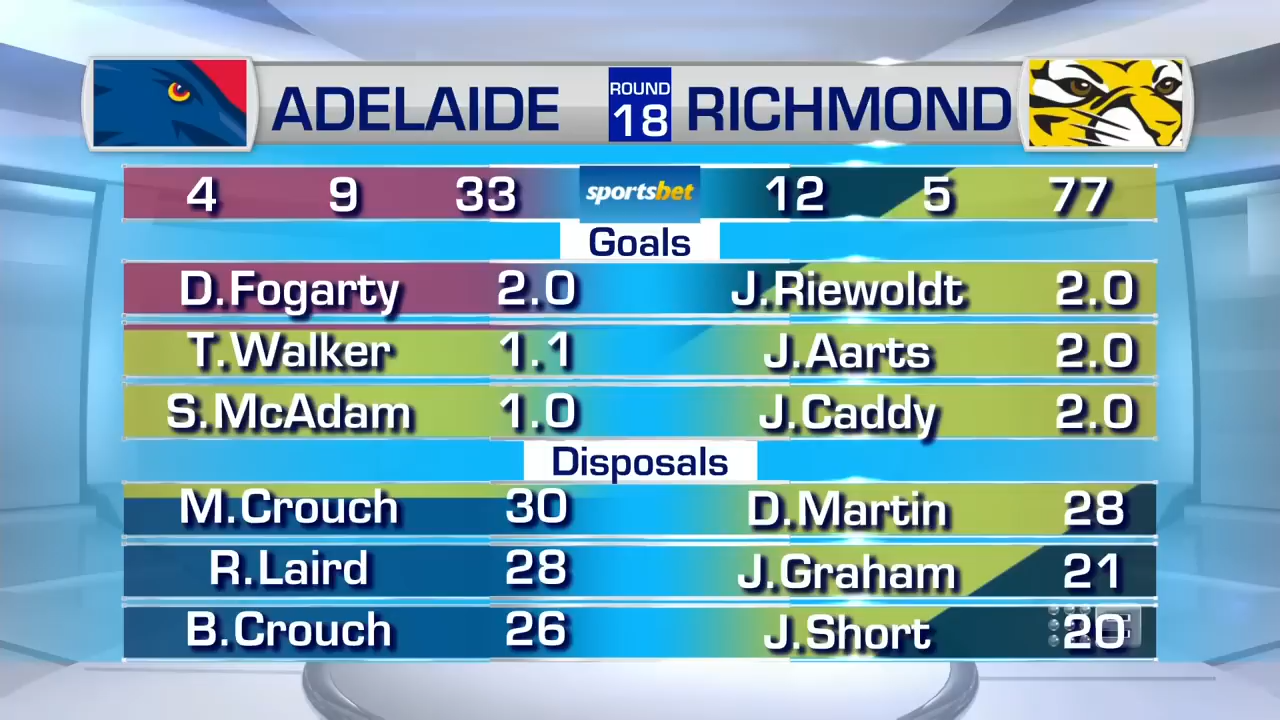 ADELAIDE ROUND 18 RICHMOND
4 9 33 sportsbet 12 5 77
Goals
D.Fogarty 2.0 J.Riewoldt 2.0
T.Walker 1.1 J.Aarts 2.0
S.McAdam 1.0 J.Caddy 2.0
Disposals
M.Crouch 30 D.Martin 28
R.Laird 28 J.Graham 21
B.Crouch 26 J.Short 20